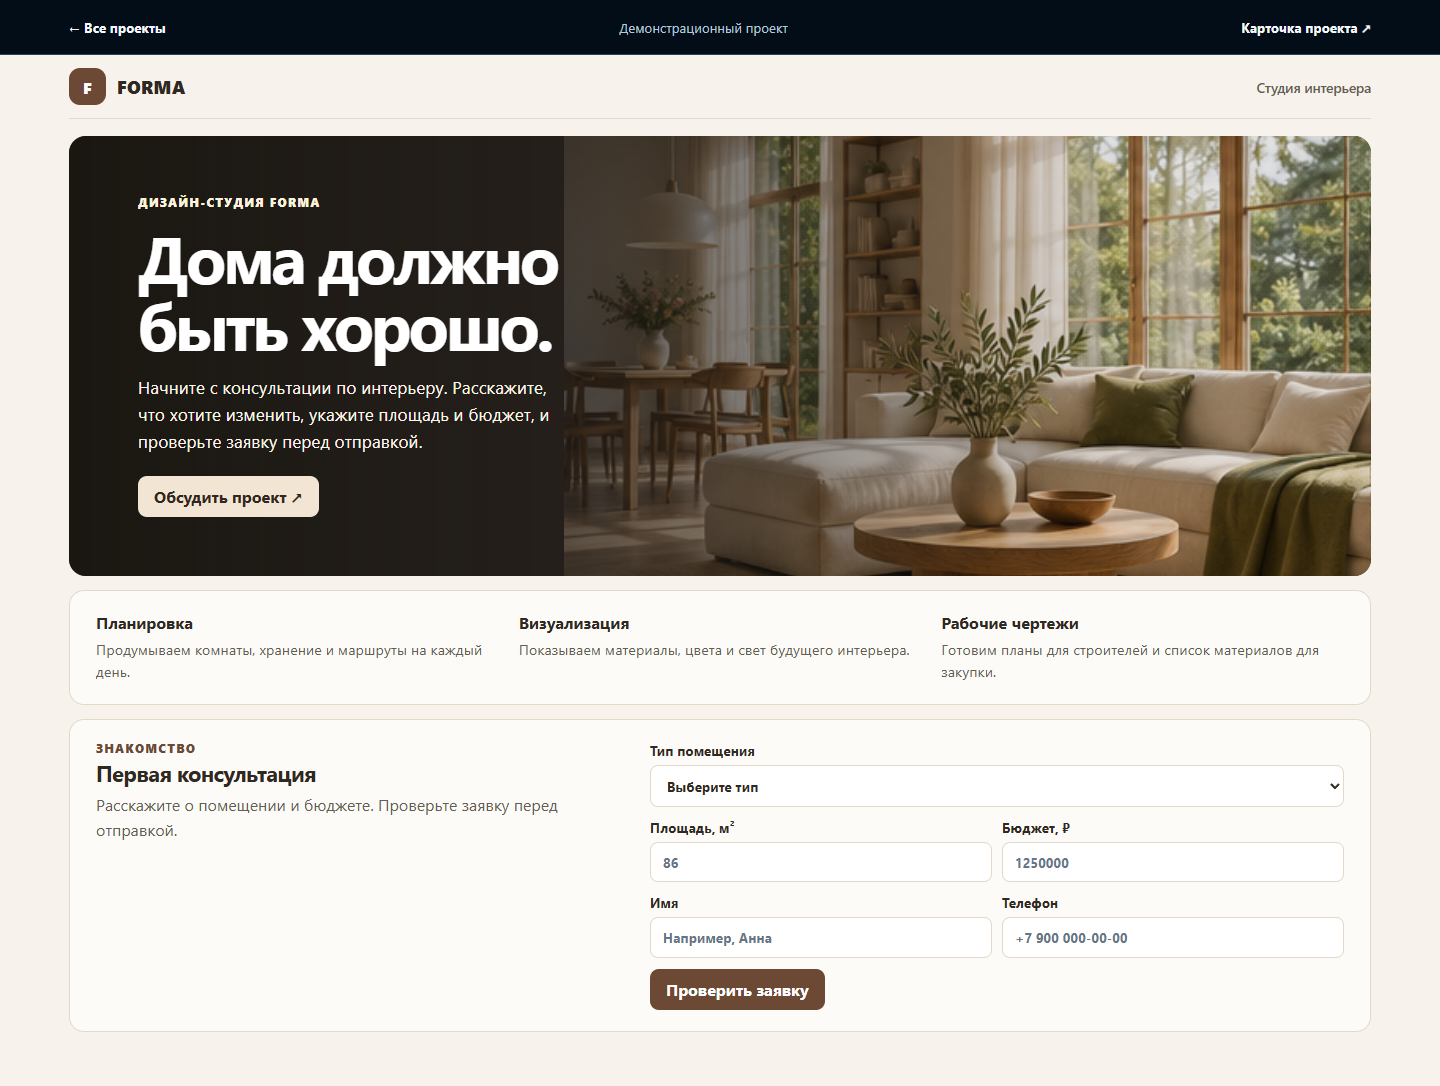 ← Все проекты
Демонстрационный проект
Карточка проекта ↗
F FORMA
Студия интерьера
ДИЗАЙН-СТУДИЯ FORMA
Дома должно
быть хорошо.
Начните с консультации по интерьеру. Расскажите,
что хотите изменить, укажите площадь и бюджет, и
проверьте заявку перед отправкой.
Обсудить проект ↗
Планировка
Продумываем комнаты, хранение и маршруты на каждый
день.
Визуализация
Показываем материалы, цвета и свет будущего интерьера.
Рабочие чертежи
Готовим планы для строителей и список материалов для
закупки.
ЗНАКОМСТВО
Первая консультация
Расскажите о помещении и бюджете. Проверьте заявку перед
отправкой.
Тип помещения
Выберите тип
Площадь, м²
86
Бюджет, ₽
1250000
Имя
Например, Анна
Телефон
+7 900 000-00-00
Проверить заявку